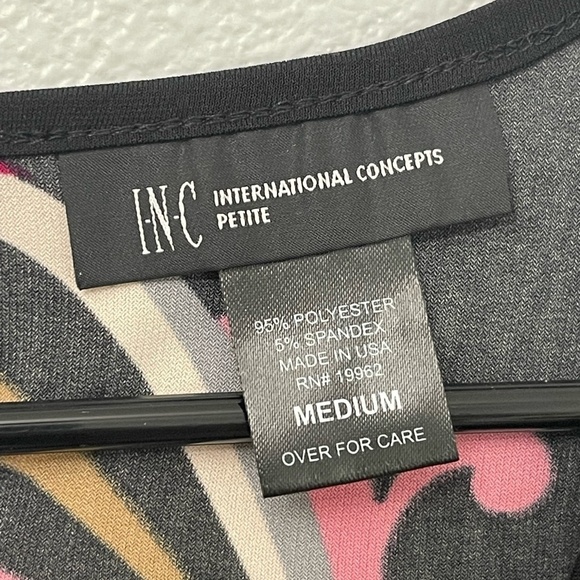 I·N·C INTERNATIONAL CONCEPTS
PETITE
95% POLYESTER
5% SPANDEX
MADE IN USA
RN# 19962
MEDIUM
OVER FOR CARE